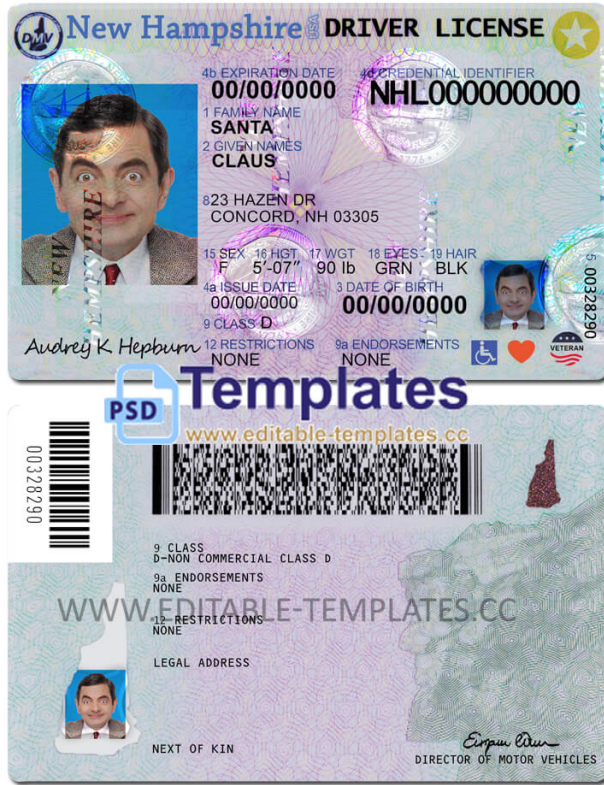 DMV New Hampshire USA DRIVER LICENSE
4b EXPIRATION DATE 4d CREDENTIAL IDENTIFIER
00/00/0000 NHL000000000
1 FAMILY NAME
SANTA
2 GIVEN NAMES
CLAUS
823 HAZEN DR
CONCORD, NH 03305
NEW HAMPSHIRE
15 SEX 16 HGT 17 WGT 18 EYES 19 HAIR
F 5'-07" 90 lb GRN BLK
4a ISSUE DATE 3 DATE OF BIRTH
00/00/0000 00/00/0000
9 CLASS D
12 RESTRICTIONS 9a ENDORSEMENTS
NONE NONE
Audrey K Hepburn
5 00328290
VETERAN
PSD Templates
www.editable-templates.cc
00328290
9 CLASS
D-NON COMMERCIAL CLASS D
9a ENDORSEMENTS
NONE
WWW.EDITABLE-TEMPLATES.CC
12 RESTRICTIONS
NONE
LEGAL ADDRESS
NEXT OF KIN
DIRECTOR OF MOTOR VEHICLES